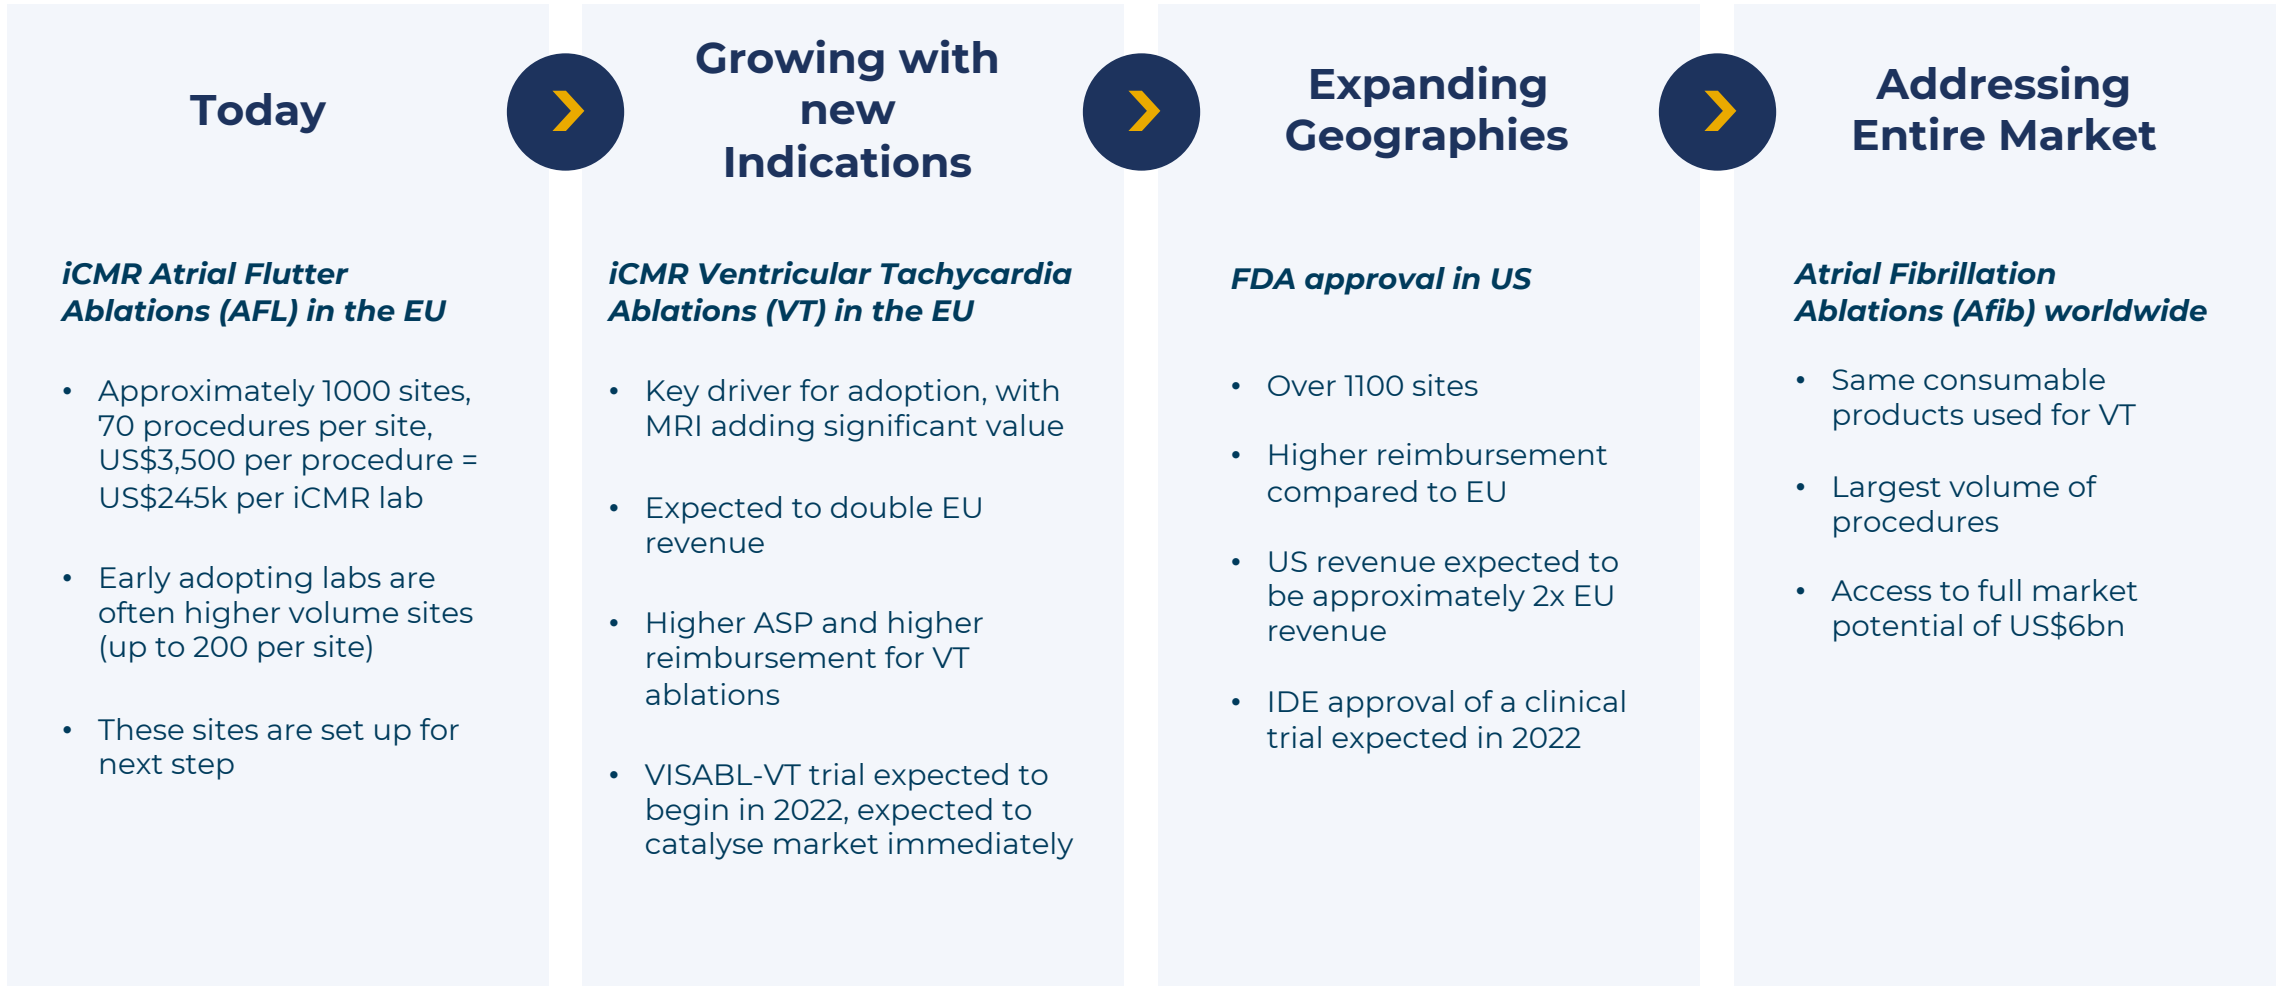 Today
iCMR Atrial Flutter
Ablations (AFL) in the EU
• Approximately 1000 sites,
70 procedures per site,
US$3,500 per procedure =
US$245k per iCMR lab
• Early adopting labs are
often higher volume sites
(up to 200 per site)
• These sites are set up for
next step
Growing with
new
Indications
iCMR Ventricular Tachycardia
Ablations (VT) in the EU
• Key driver for adoption, with
MRI adding significant value
• Expected to double EU
revenue
• Higher ASP and higher
reimbursement for VT
ablations
• VISABL-VT trial expected to
begin in 2022, expected to
catalyse market immediately
Expanding
Geographies
FDA approval in US
• Over 1100 sites
• Higher reimbursement
compared to EU
• US revenue expected to
be approximately 2x EU
revenue
• IDE approval of a clinical
trial expected in 2022
Addressing
Entire Market
Atrial Fibrillation
Ablations (Afib) worldwide
• Same consumable
products used for VT
• Largest volume of
procedures
• Access to full market
potential of US$6bn